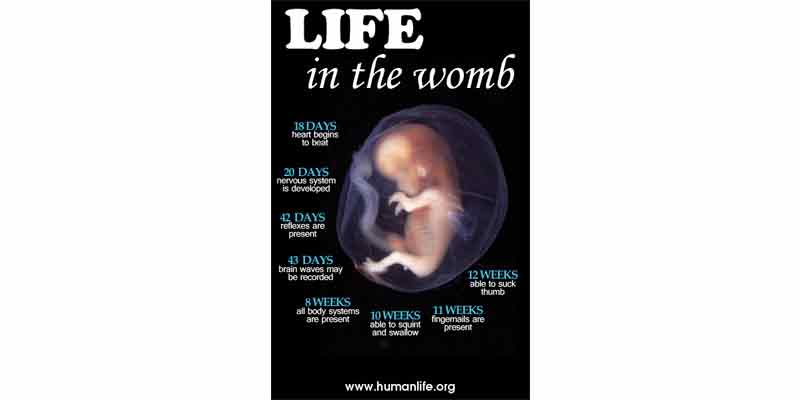 LIFE
in the womb
18 DAYS
heart begins
to beat
20 DAYS
nervous system
is developed
42 DAYS
reflexes are
present
43 DAYS
brain waves may
be recorded
8 WEEKS
all body systems
are present
10 WEEKS
able to squint
and swallow
11 WEEKS
fingernails are
present
12 WEEKS
able to suck
thumb
www.humanlife.org